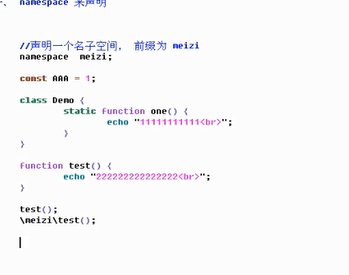 、 namespace 来声明
//声明一个名子空间， 前缀为 meizi
namespace meizi;
const AAA = 1;
class Demo {
static function one() {
echo "11111111111<br>";
}
}
function test() {
echo "222222222222222<br>";
}
test();
\meizi\test();